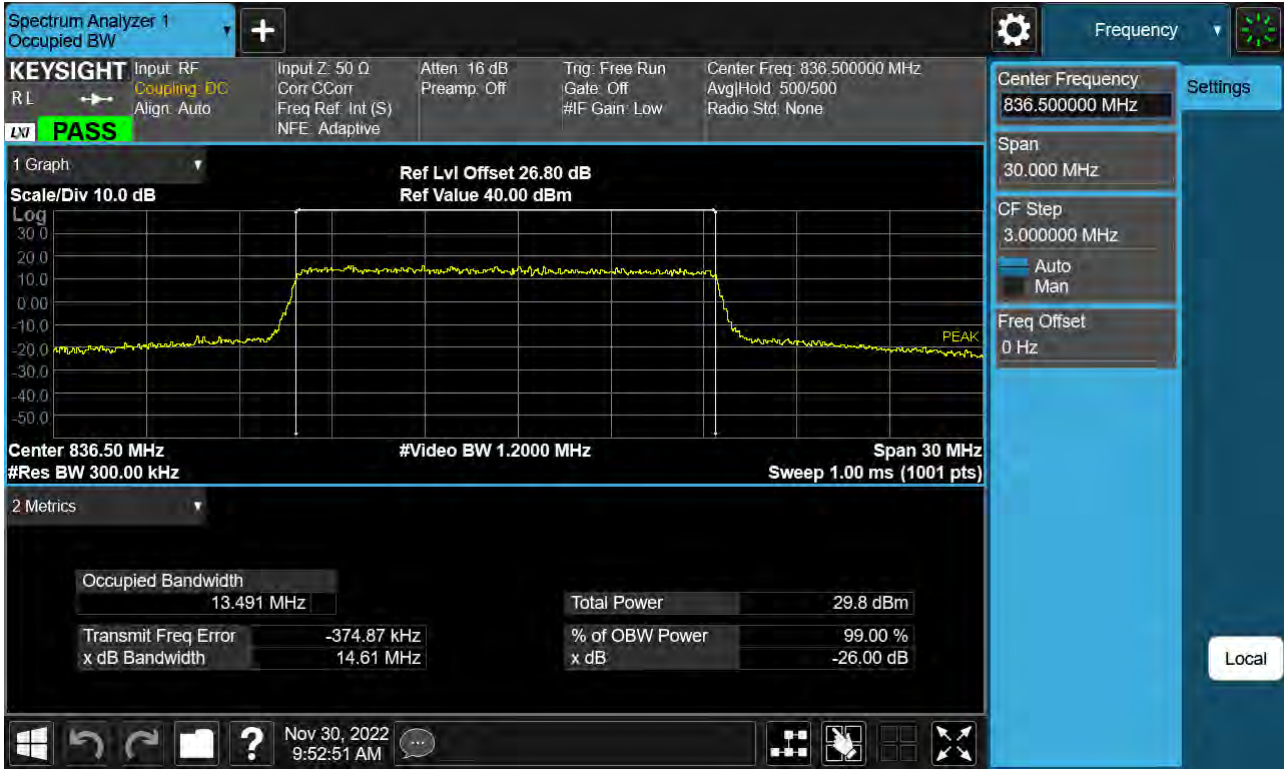 Spectrum Analyzer 1
Occupied BW
Frequency
KEYSIGHT
RL
LXI
PASS
Input: RF
Coupling: DC
Align: Auto
Input Z: 50 Ω
Corr CCorr
Freq Ref: Int (S)
NFE: Adaptive
Atten: 16 dB
Preamp: Off
Trig: Free Run
Gate: Off
#IF Gain: Low
Center Freq: 836.500000 MHz
Avg|Hold: 500/500
Radio Std: None
Center Frequency
836.500000 MHz
Settings
Span
30.000 MHz
CF Step
3.000000 MHz
Auto
Man
Freq Offset
0 Hz
Local
1 Graph
Scale/Div 10.0 dB
Ref Lvl Offset 26.80 dB
Ref Value 40.00 dBm
Log
30.0
20.0
10.0
0.00
-10.0
-20.0
-30.0
-40.0
-50.0
PEAK
Center 836.50 MHz
#Video BW 1.2000 MHz
Span 30 MHz
#Res BW 300.00 kHz
Sweep 1.00 ms (1001 pts)
2 Metrics
Occupied Bandwidth
13.491 MHz
Total Power 29.8 dBm
Transmit Freq Error -374.87 kHz
% of OBW Power 99.00 %
x dB Bandwidth 14.61 MHz
x dB -26.00 dB
?
Nov 30, 2022
9:52:51 AM